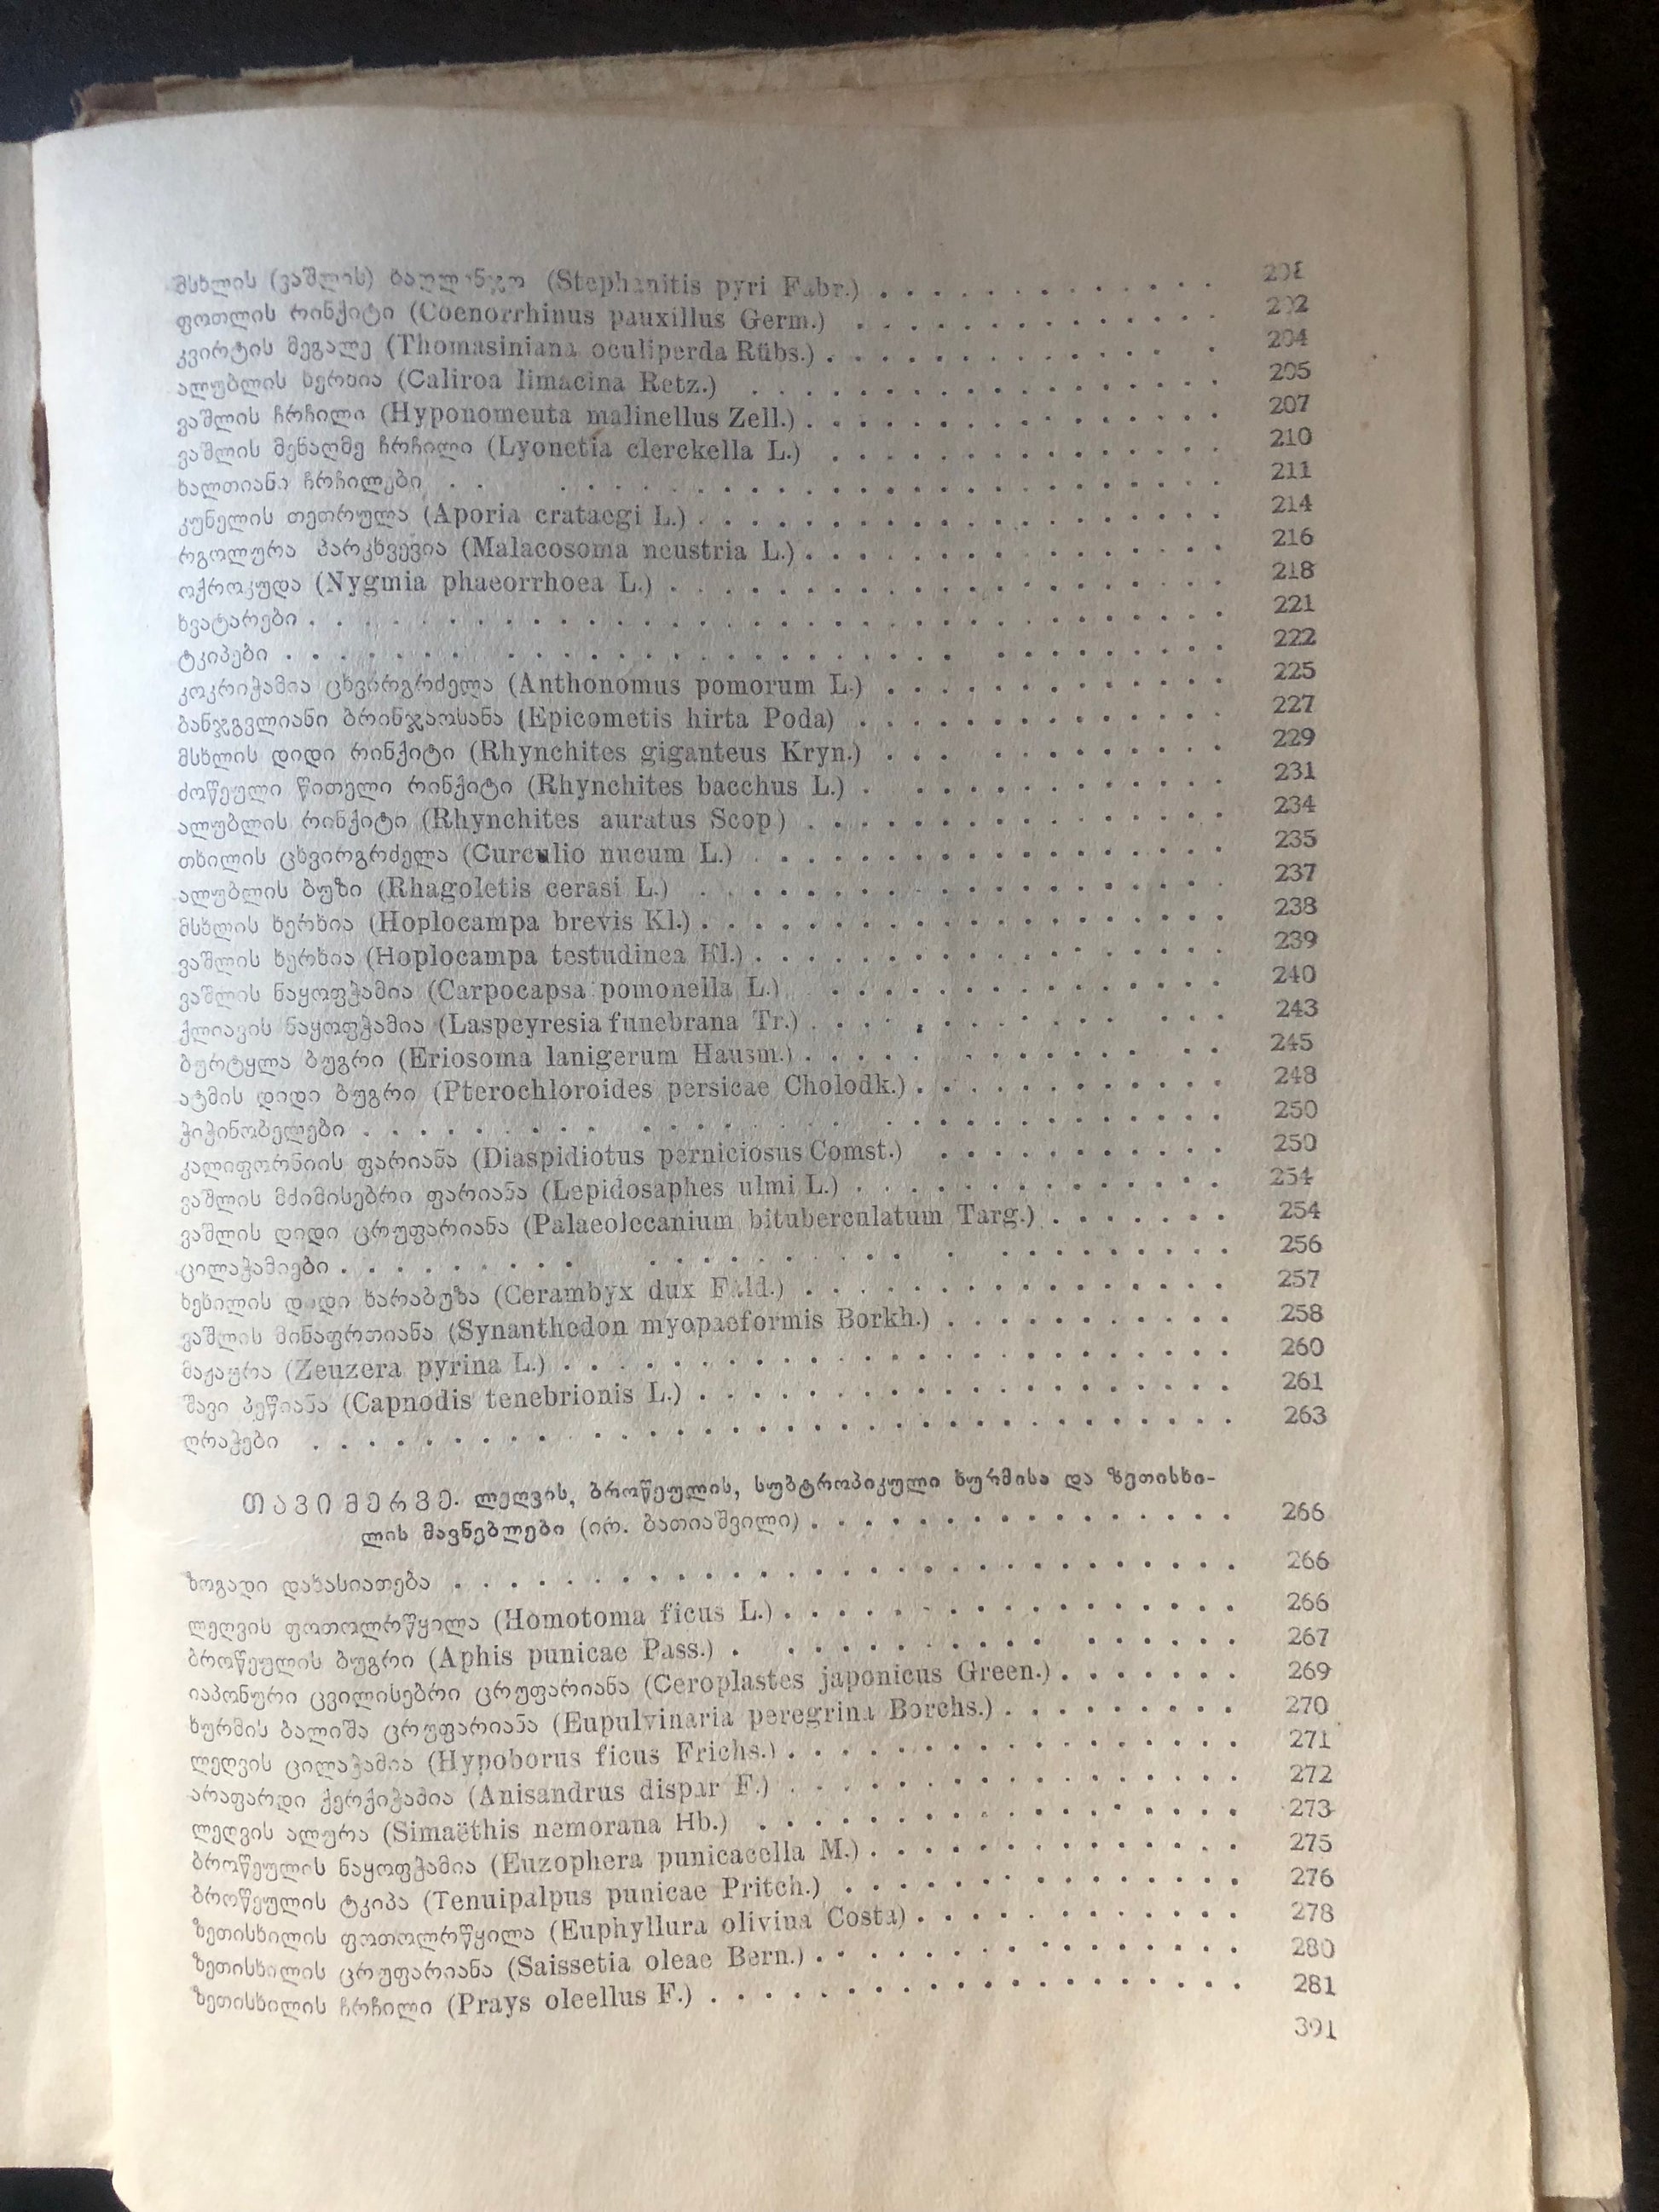 მსხლის (ვაშლის) ბაღლინჯო (Stephanitis pyri Fabr.) . . . . . . . . . . . . . 201
ფოთლის რინქიტი (Coenorrhinus pauxillus Germ.) . . . . . . . . . . . . . . 202
კვირტის მეგალე (Thomasiniana oculiperda Rübs.) . . . . . . . . . . . . . . 204
ალუბლის ხერხია (Caliroa limacina Retz.) . . . . . . . . . . . . . . . . . 205
ვაშლის ჩრჩილი (Hyponomeuta malinellus Zell.) . . . . . . . . . . . . . . . 207
ვაშლის მენაღმე ჩრჩილი (Lyonetia clerckella L.) . . . . . . . . . . . . . . 210
ხალთიანა ჩრჩილები . . . . . . . . . . . . . . . . . . . . . . . . . . 211
კუნელის თეთრულა (Aporia crataegi L.) . . . . . . . . . . . . . . . . . . . 214
რგოლურა პარკხვევია (Malacosoma neustria L.) . . . . . . . . . . . . . . . 216
ოქროკუდა (Nygmia phaeorrhoea L.) . . . . . . . . . . . . . . . . . . . . 218
ხვატარები . . . . . . . . . . . . . . . . . . . . . . . . . . . . . . . . 221
ტკიპები . . . . . . . . . . . . . . . . . . . . . . . . . . . . . . . . . 222
კოკრიჭამია ცხვირგრძელა (Anthonomus pomorum L.) . . . . . . . . . . . . . 225
ბანჯგვლიანი ბრინჯაოსანა (Epicometis hirta Poda) . . . . . . . . . . . . . . 227
მსხლის დიდი რინქიტი (Rhynchites giganteus Kryn.) . . . . . . . . . . . . 229
ძოწეული წითელი რინქიტი (Rhynchites bacchus L.) . . . . . . . . . . . . . 231
ალუბლის რინქიტი (Rhynchites auratus Scop) . . . . . . . . . . . . . . . . 234
თხილის ცხვირგრძელა (Curculio nucum L.) . . . . . . . . . . . . . . . . . 235
ალუბლის ბუზი (Rhagoletis cerasi L.) . . . . . . . . . . . . . . . . . . . 237
მსხლის ხერხია (Hoplocampa brevis Kl.) . . . . . . . . . . . . . . . . . . . 238
ვაშლის ხერხია (Hoplocampa testudinea Kl.) . . . . . . . . . . . . . . . . . 239
ვაშლის ნაყოფჭამია (Carpocapsa pomonella L.) . . . . . . . . . . . . . . . 240
ქლიავის ნაყოფჭამია (Laspeyresia funebrana Tr.) . . . . . . . . . . . . . . 243
ბურტყლა ბუგრი (Eriosoma lanigerum Hausm.) . . . . . . . . . . . . . . 245
ატმის დიდი ბუგრი (Pterochloroides persicae Cholodk.) . . . . . . . . . . . . 248
ჭიჭინობელები . . . . . . . . . . . . . . . . . . . . . . . . . . . . . 250
კალიფორნიის ფარიანა (Diaspidiotus perniciosus Comst.) . . . . . . . . . . . 250
ვაშლის მძიმისებრი ფარიანა (Lepidosaphes ulmi L.) . . . . . . . . . . . . . . 254
ვაშლის დიდი ცრუფარიანა (Palaeolecanium bituberculatum Targ.) . . . . . . . 254
ცილაჭამიები . . . . . . . . . . . . . . . . . . . . . . . . . . . . 256
ხეხილის დიდი ხარაბუზა (Cerambyx dux Fald.) . . . . . . . . . . . . . . . . 257
ვაშლის მინაფრთიანა (Synanthedon myopaeformis Borkh.) . . . . . . . . . . . 258
მაჟაურა (Zeuzera pyrina L.) . . . . . . . . . . . . . . . . . . . . . . . . 260
შავი პეწიანა (Capnodis tenebrionis L.) . . . . . . . . . . . . . . . . . . . 261
ღრაჭები . . . . . . . . . . . . . . . . . . . . . . . . . . . . . . . . 263
თავი მერვე. ლეღვის, ბროწეულის, სუბტროპიკული ხურმისა და ზეთისხი-
ლის მავნებლები (ირ. ბათიაშვილი) . . . . . . . . . . . . . . . . 266
ზოგადი დახასიათება . . . . . . . . . . . . . . . . . . . . . . . . . . . . 266
ლეღვის ფოთოლრწყილა (Homotoma ficus L.) . . . . . . . . . . . . . . . . . 266
ბროწეულის ბუგრი (Aphis punicae Pass.) . . . . . . . . . . . . . . . . . 267
იაპონური ცვილისებრი ცრუფარიანა (Ceroplastes japonicus Green.) . . . . . . . 269
ხურმის ბალიშა ცრუფარიანა (Eupulvinaria peregrina Borchs.) . . . . . . . . . 270
ლეღვის ცილაჭამია (Hypoborus ficus Erichs.) . . . . . . . . . . . . . . . . . 271
არაფარდი ქერქიჭამია (Anisandrus dispar F.) . . . . . . . . . . . . . . . . . 272
ლეღვის ალურა (Simaëthis nemorana Hb.) . . . . . . . . . . . . . . . . . . 273
ბროწეულის ნაყოფჭამია (Euzophera punicaeella M.) . . . . . . . . . . . . . . 275
ბროწეულის ტკიპა (Tenuipalpus punicae Pritch.) . . . . . . . . . . . . . . . 276
ზეთისხილის ფოთოლრწყილა (Euphyllura olivina Costa) . . . . . . . . . . . . 278
ზეთისხილის ცრუფარიანა (Saissetia oleae Bern.) . . . . . . . . . . . . . . . . 280
ზეთისხილის ჩრჩილი (Prays oleellus F.) . . . . . . . . . . . . . . . . . . . . 281
391